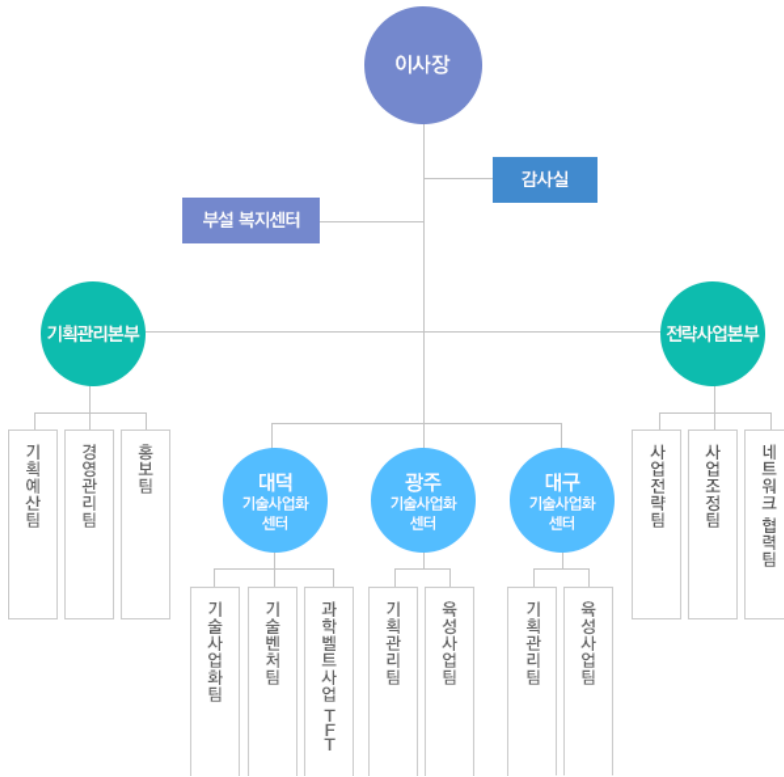 이사장
감사실
부설 복지센터
기획관리본부
전략사업본부
기획예산팀
경영관리팀
홍보팀
사업전략팀
사업조정팀
네트워크 협력팀
대덕
기술사업화
센터
광주
기술사업화
센터
대구
기술사업화
센터
기술사업화팀
기술벤처팀
과학벨트사업 TFT
기획관리팀
육성사업팀
기획관리팀
육성사업팀